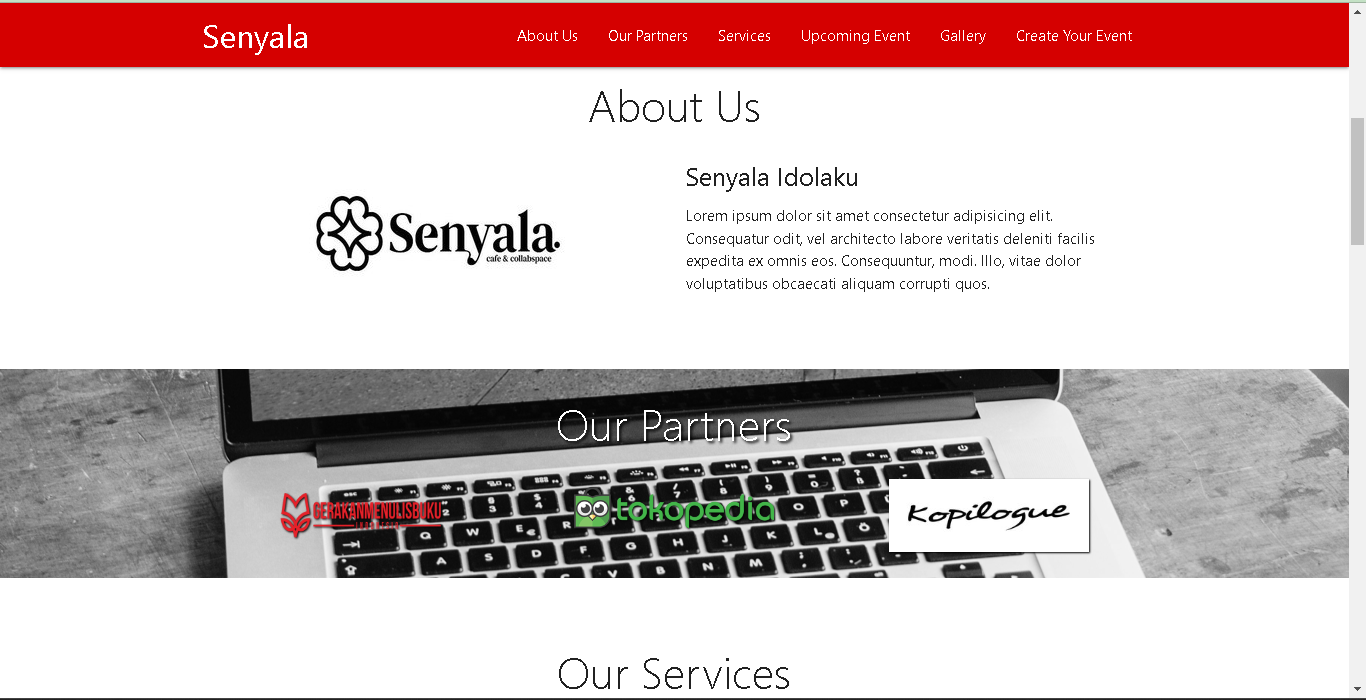 Senyala
About Us Our Partners Services Upcoming Event Gallery Create Your Event
About Us
Senyala.
cafe & collabspace
Senyala Idolaku
Lorem ipsum dolor sit amet consectetur adipisicing elit.
Consequatur odit, vel architecto labore veritatis deleniti facilis
expedita ex omnis eos. Consequuntur, modi. Illo, vitae dolor
voluptatibus obcaecati aliquam corrupti quos.
Our Partners
GERAKANMENULISBUKU
INDONESIA
tokopedia
Kopilogue
Our Services